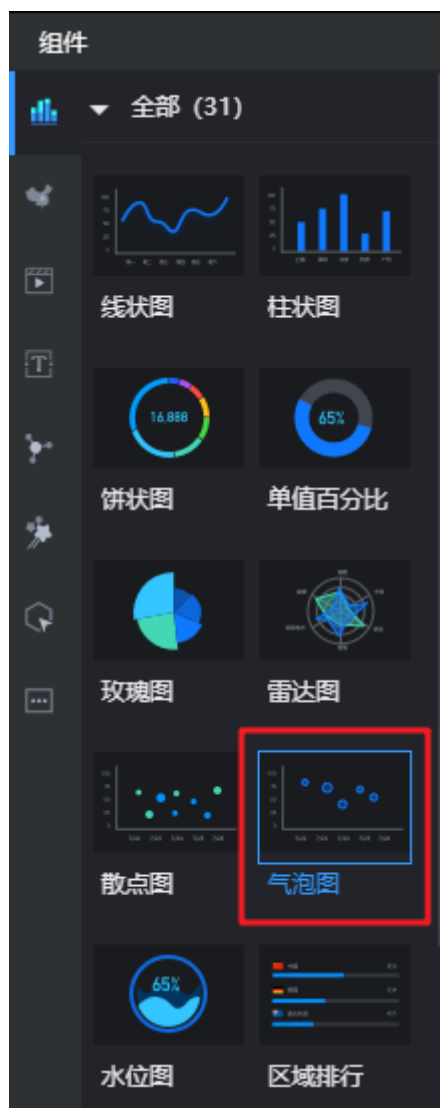 组件
全部 (31)
线状图
柱状图
16,888
65%
饼状图
单值百分比
玫瑰图
雷达图
散点图
气泡图
65%
水位图
区域排行